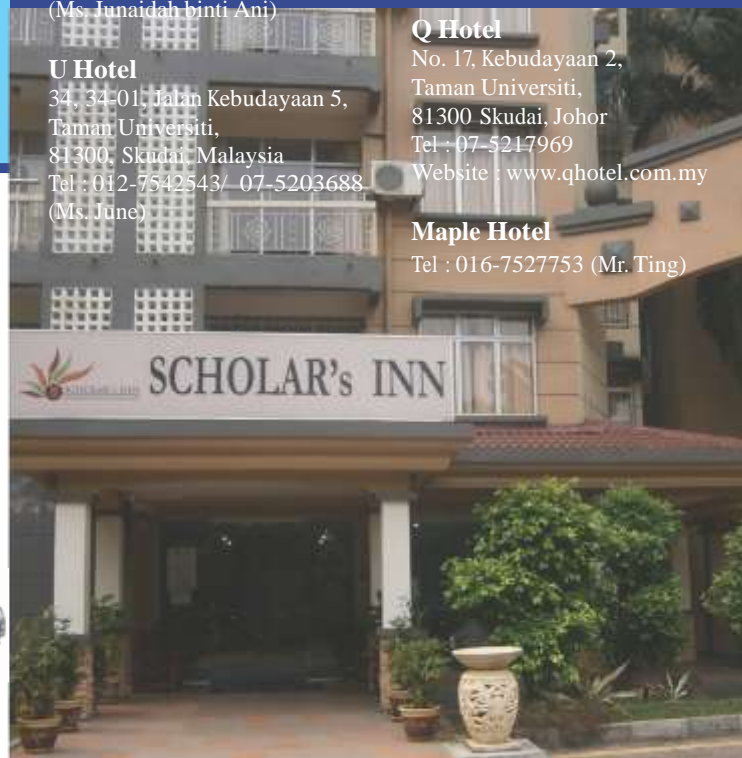 (Ms. Junaidah binti Ani)
U Hotel
34, 34-01, Jalan Kebudayaan 5,
Taman Universiti,
81300, Skudai, Malaysia
Tel : 012-7542543/ 07-5203688
(Ms. June)
Q Hotel
No. 17, Kebudayaan 2,
Taman Universiti,
81300 Skudai, Johor
Tel : 07-5217969
Website : www.qhotel.com.my
Maple Hotel
Tel : 016-7527753 (Mr. Ting)
SCHOLAR's INN